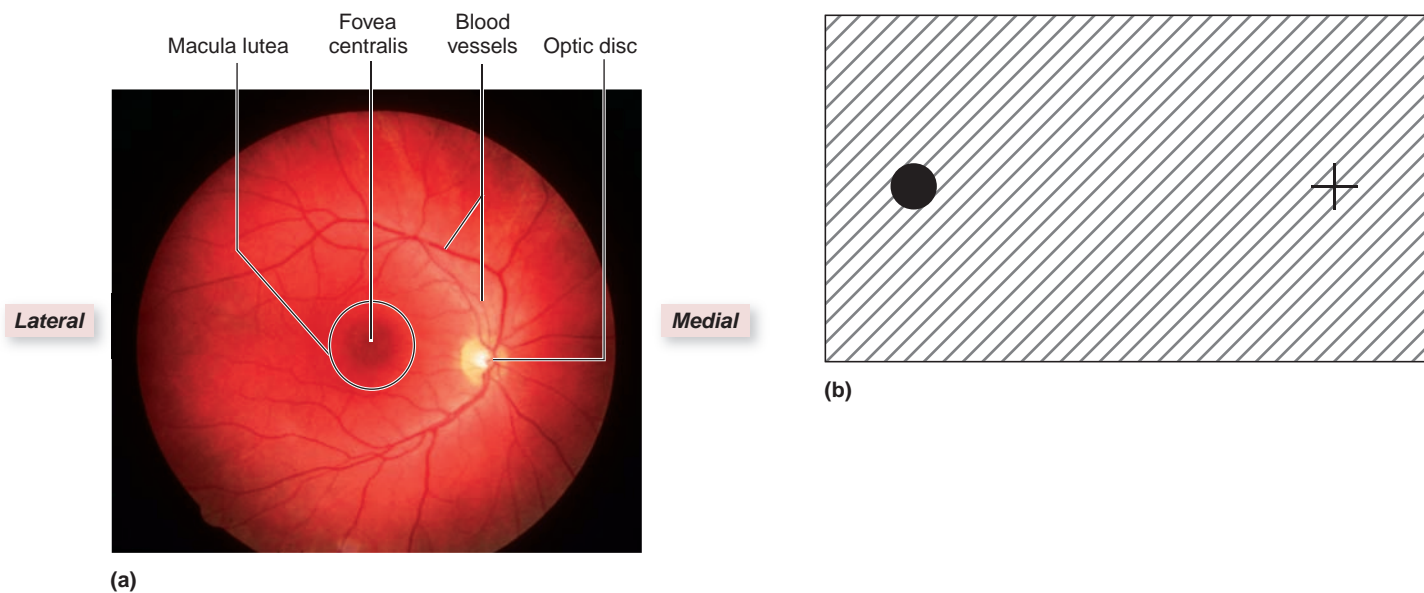 Macula lutea
Fovea
centralis
Blood
vessels
Optic disc
Lateral
Medial
(a)
(b)